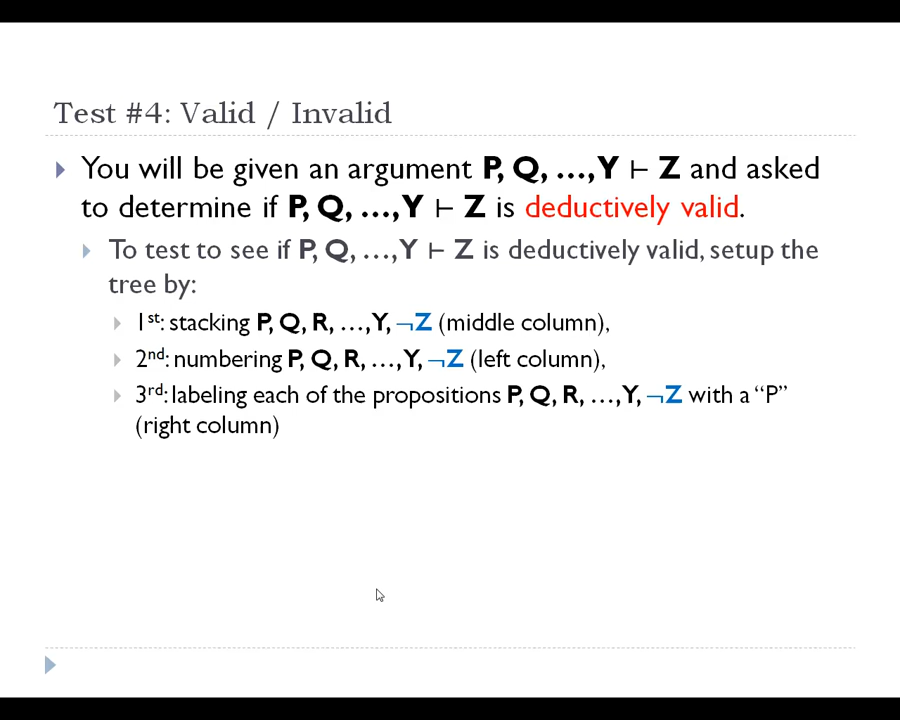 Test #4: Valid / Invalid
You will be given an argument P, Q, …,Y ⊢ Z and asked
to determine if P, Q, …,Y ⊢ Z is deductively valid.
To test to see if P, Q, …,Y ⊢ Z is deductively valid, setup the
tree by:
1st: stacking P, Q, R, …,Y, ¬Z (middle column),
2nd: numbering P, Q, R, …,Y, ¬Z (left column),
3rd: labeling each of the propositions P, Q, R, …,Y, ¬Z with a “P”
(right column)